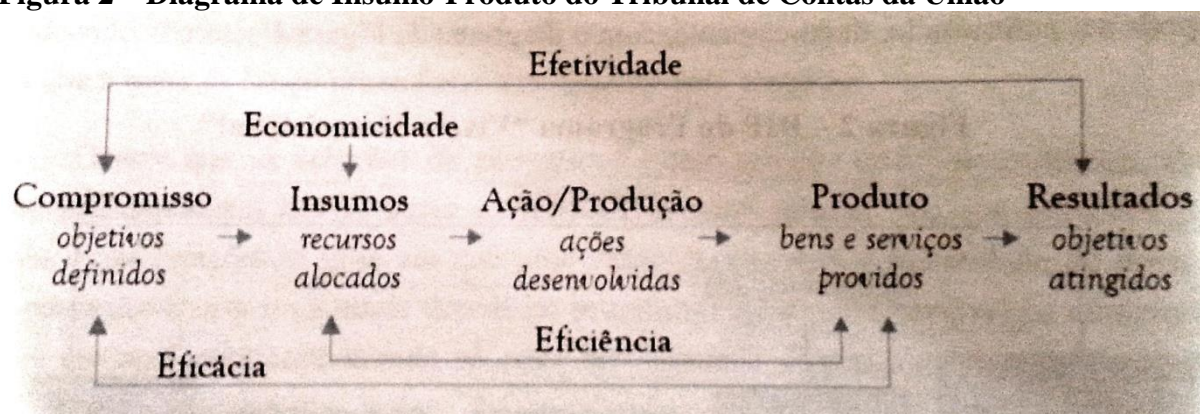 Figura 2 – Diagrama de Insumo-Produto do Tribunal de Contas da União
Efetividade
Economicidade
Compromisso
objetivos
definidos
Insumos
recursos
alocados
Ação/Produção
ações
desenvolvidas
Produto
bens e serviços
providos
Resultados
objetivos
atingidos
Eficiência
Eficácia